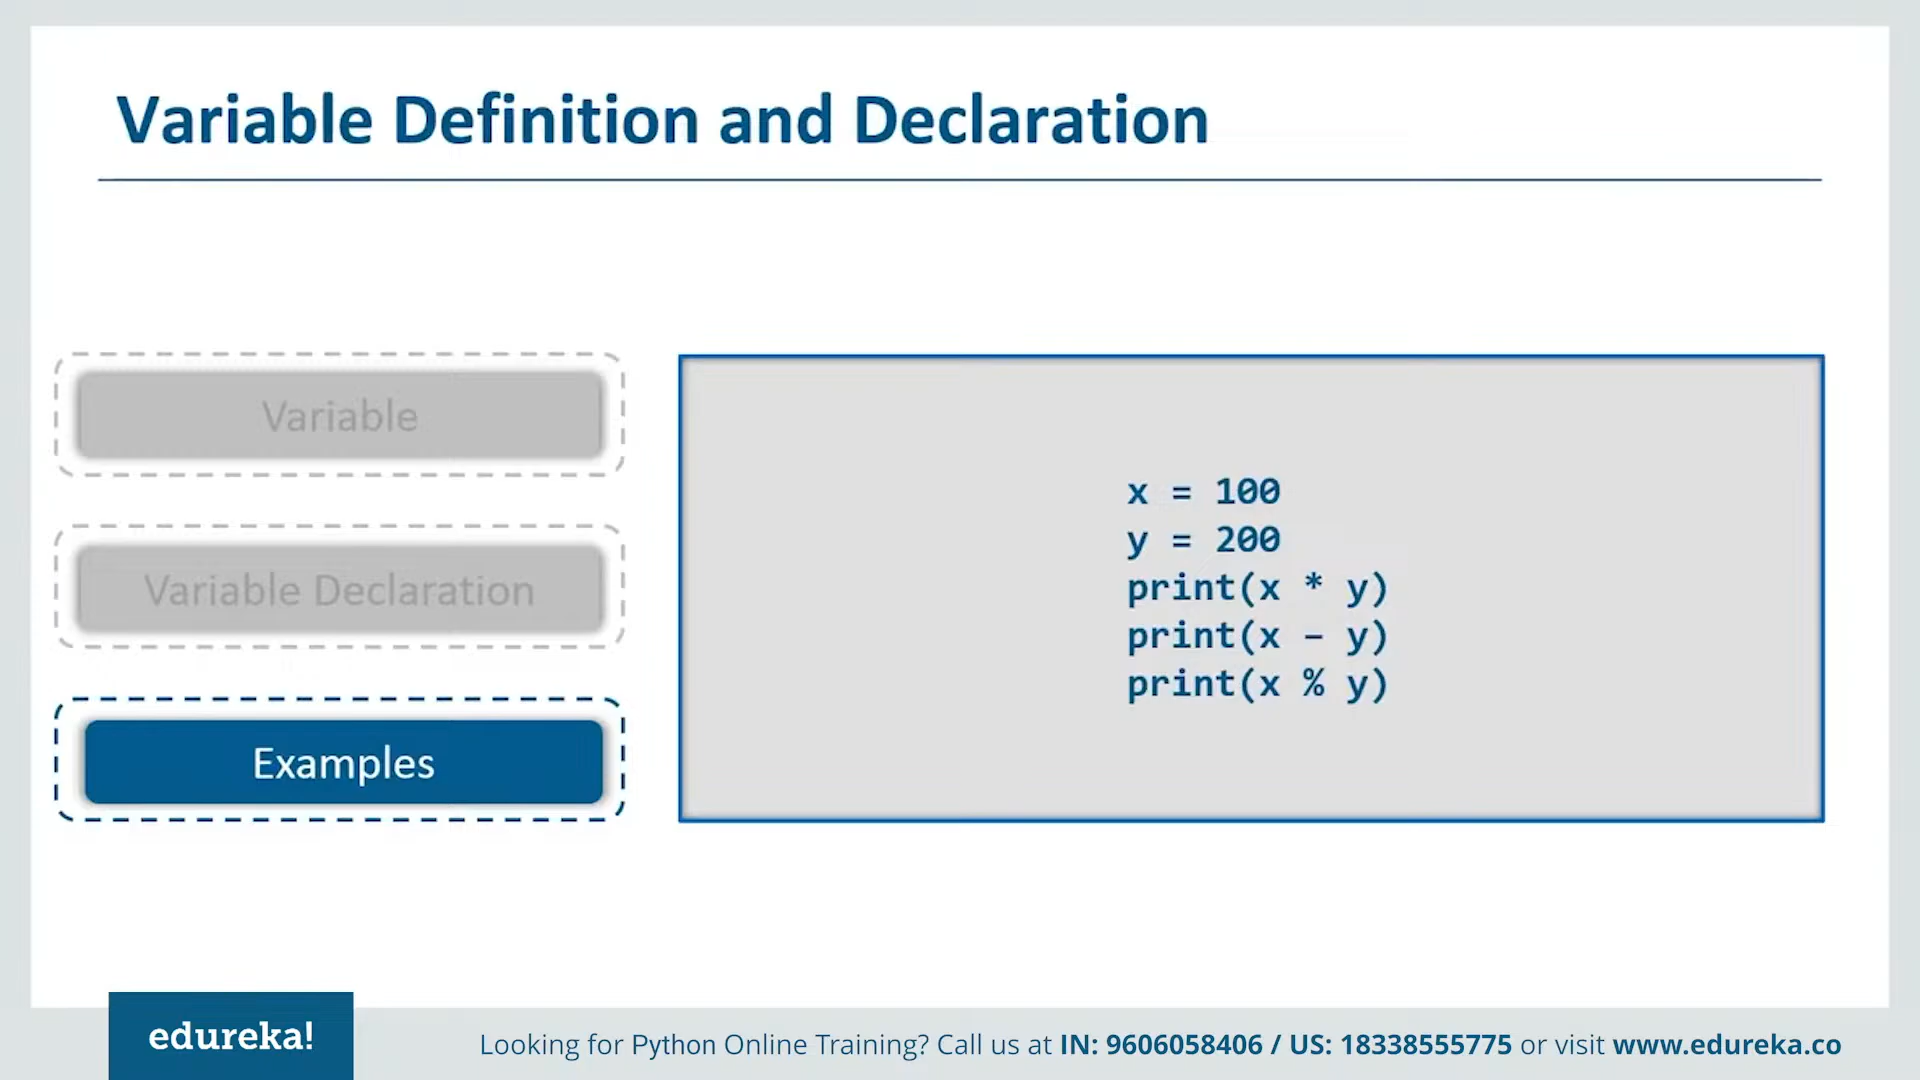 Variable Definition and Declaration
Variable
Variable Declaration
Examples
x = 100
y = 200
print(x * y)
print(x – y)
print(x % y)
edureka!
Looking for Python Online Training? Call us at IN: 9606058406 / US: 18338555775 or visit www.edureka.co